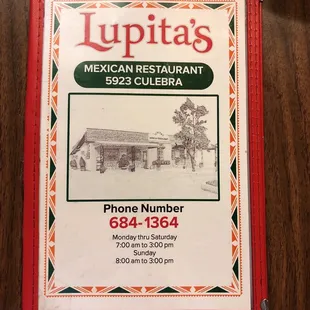 Lupita's
MEXICAN RESTAURANT
5923 CULEBRA
Phone Number
684-1364
Monday thru Saturday
7:00 am to 3:00 pm
Sunday
8:00 am to 3:00 pm